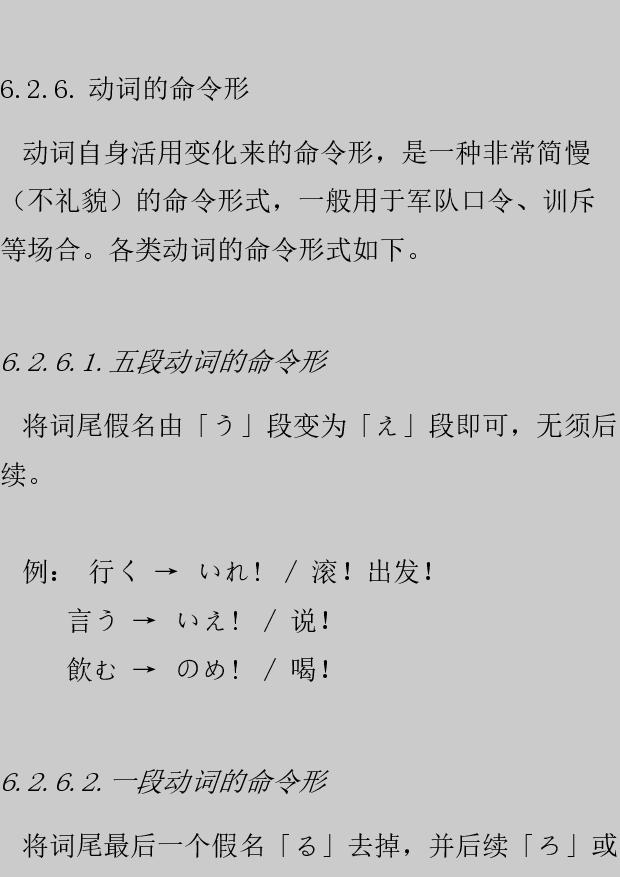 6.2.6. 动词的命令形
动词自身活用变化来的命令形，是一种非常简慢
（不礼貌）的命令形式，一般用于军队口令、训斥
等场合。各类动词的命令形式如下。
6.2.6.1. 五段动词的命令形
将词尾假名由「う」段变为「え」段即可，无须后
续。
例： 行く → いれ! / 滚! 出发!
言う → いえ! / 说!
飲む → のめ! / 喝!
6.2.6.2. 一段动词的命令形
将词尾最后一个假名「る」去掉，并后续「ろ」或